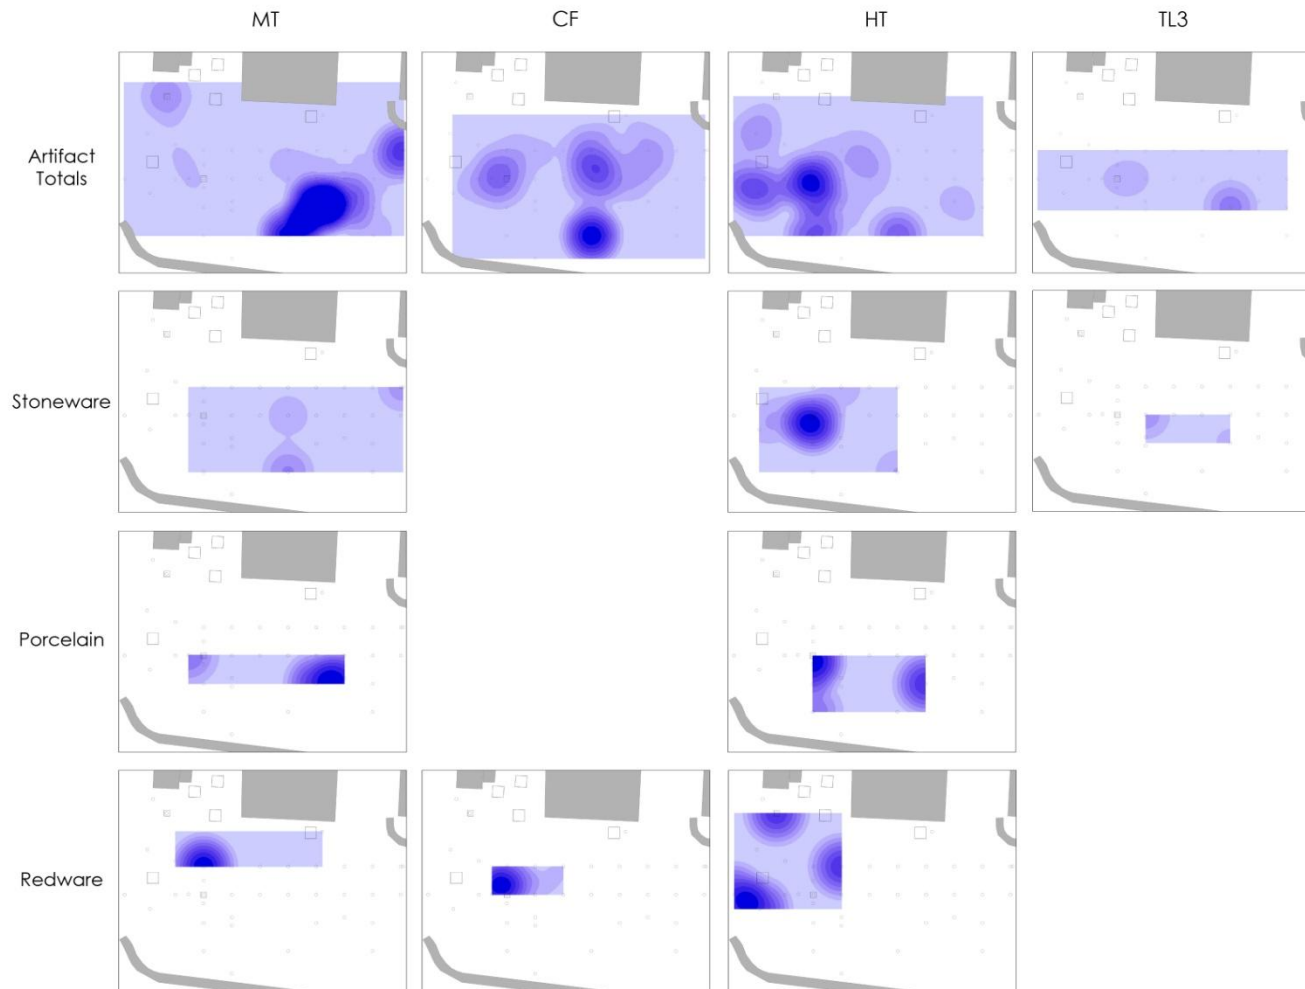 MT CF HT TL3
Artifact
Totals
Stoneware
Porcelain
Redware